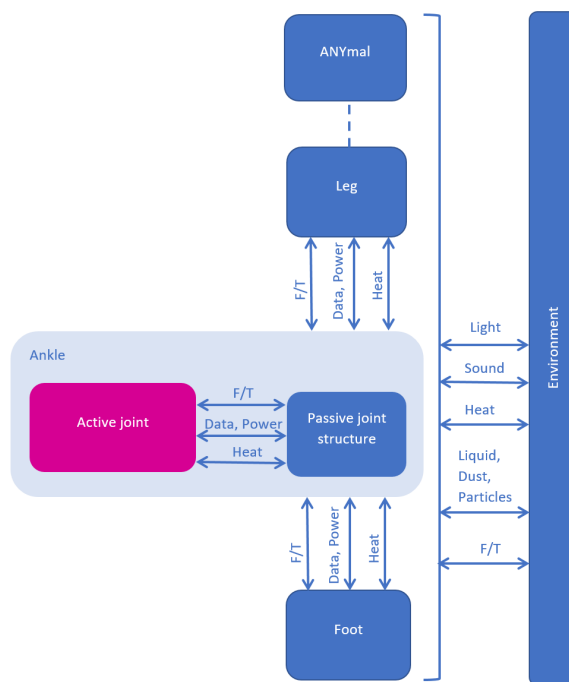 ANYmal
Leg
F/T
Data, Power
Heat
Ankle
Active joint
F/T
Data, Power
Heat
Passive joint
structure
F/T
Data, Power
Heat
Foot
Light
Sound
Heat
Liquid,
Dust,
Particles
F/T
Environment